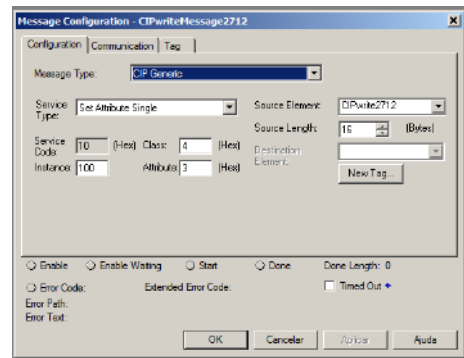 Message Configuration - CIPwriteMessage2712
Configuration Communication Tag
Message Type: CIP Generic
Service Type: Set Attribute Single
Source Element: CIPwrite2712
Source Length: 16 (Bytes)
Service Code: 10 (Hex) Class: 4 (Hex)
Destination Element:
Instance: 100 Attribute: 3 (Hex)
New Tag...
Enable Enable Waiting Start Done Done Length: 0
Error Code: Extended Error Code: Timed Out
Error Path:
Error Text:
OK Cancelar Aplicar Ajuda